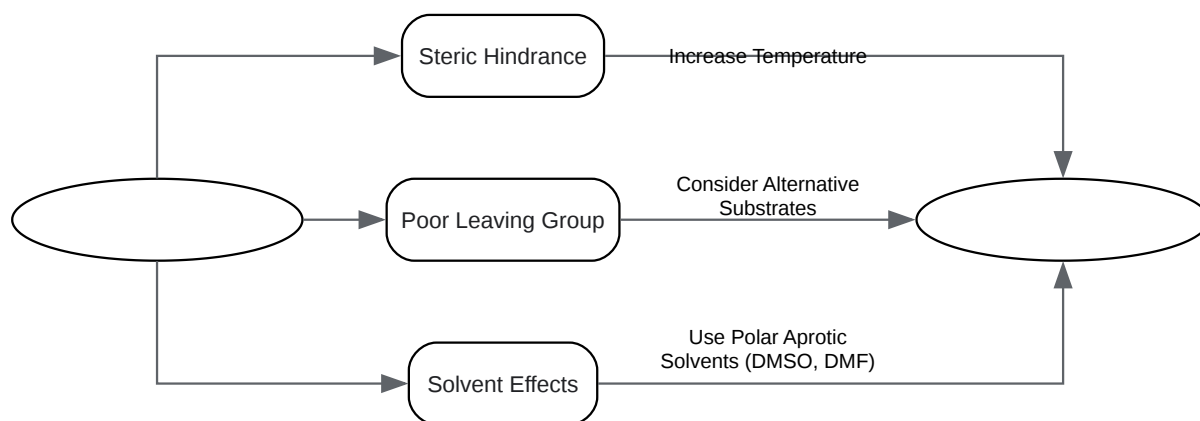 Steric Hindrance
Increase Temperature
Poor Leaving Group
Consider Alternative
Substrates
Solvent Effects
Use Polar Aprotic
Solvents (DMSO, DMF)